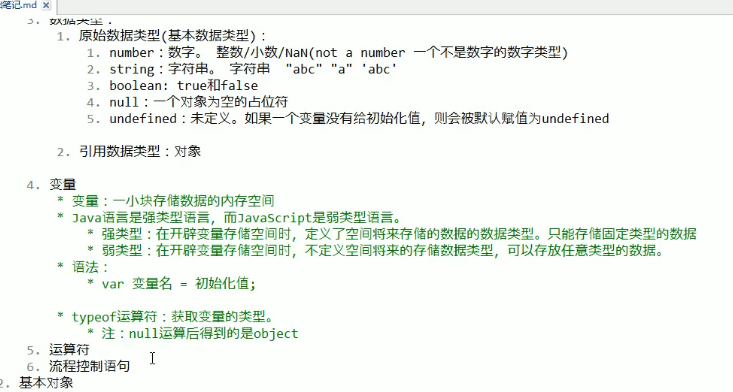 笔记.md ×
3. 数据类型：
1. 原始数据类型(基本数据类型)：
1. number：数字。 整数/小数/NaN(not a number 一个不是数字的数字类型)
2. string：字符串。 字符串  "abc" "a" 'abc'
3. boolean: true和false
4. null：一个对象为空的占位符
5. undefined：未定义。如果一个变量没有给初始化值，则会被默认赋值为undefined
2. 引用数据类型：对象
4. 变量
* 变量：一小块存储数据的内存空间
* Java语言是强类型语言，而JavaScript是弱类型语言。
* 强类型：在开辟变量存储空间时，定义了空间将来存储的数据的数据类型。只能存储固定类型的数据
* 弱类型：在开辟变量存储空间时，不定义空间将来的存储数据类型，可以存放任意类型的数据。
* 语法：
* var 变量名 = 初始化值;
* typeof运算符：获取变量的类型。
* 注：null运算后得到的是object
5. 运算符
6. 流程控制语句
2. 基本对象